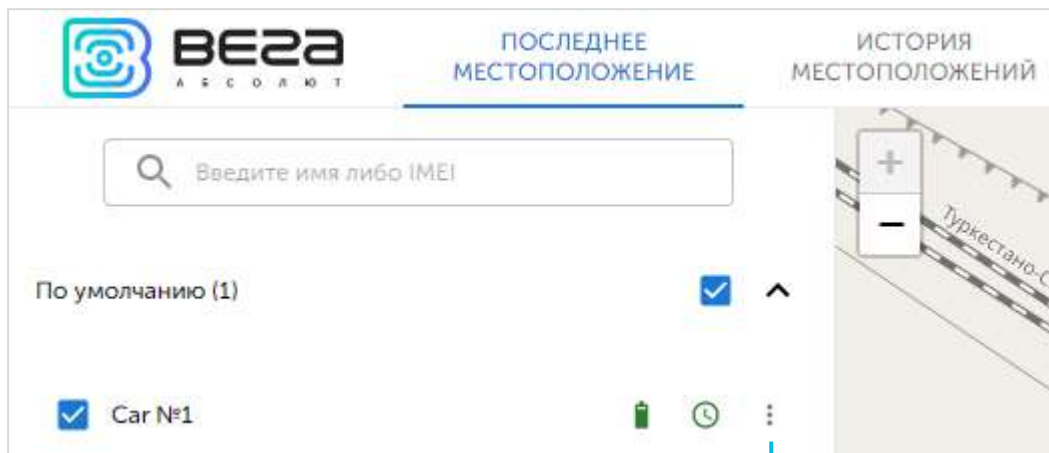 ВЕГА
АБСОЛЮТ
ПОСЛЕДНЕЕ
МЕСТОПОЛОЖЕНИЕ
ИСТОРИЯ
МЕСТОПОЛОЖЕНИЙ
Введите имя либо IMEI
+
−
Туркестано-С
По умолчанию (1)
Car №1